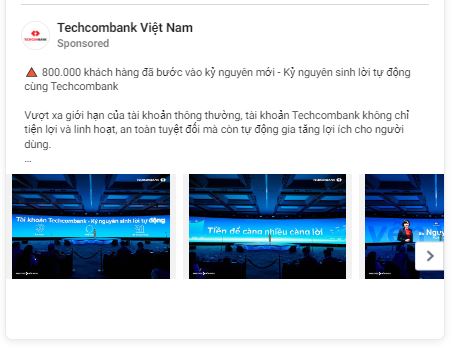 Techcombank Việt Nam
Sponsored
🔺 800.000 khách hàng đã bước vào kỷ nguyên mới - Kỷ nguyên sinh lời tự động
cùng Techcombank
Vượt xa giới hạn của tài khoản thông thường, tài khoản Techcombank không chỉ
tiện lợi và linh hoạt, an toàn tuyệt đối mà còn tự động gia tăng lợi ích cho người
dùng.
...
TECHCOMBANK
Tài khoản Techcombank - Kỷ nguyên sinh lời tự động
TECHCOMBANK
Tiền để càng nhiều càng lời